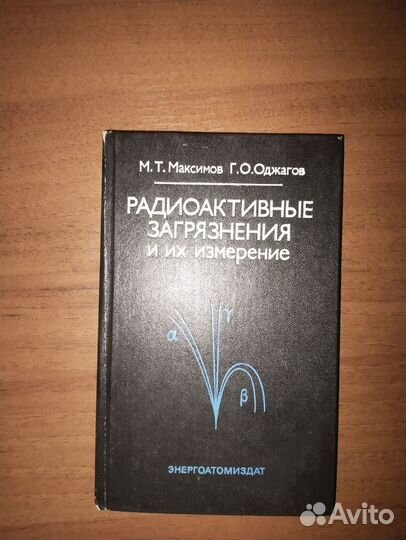 М.Т.Максимов Г.О.Оджагов
РАДИОАКТИВНЫЕ
ЗАГРЯЗНЕНИЯ
и их измерение
γ
α
β
ЭНЕРГОАТОМИЗДАТ
Avito